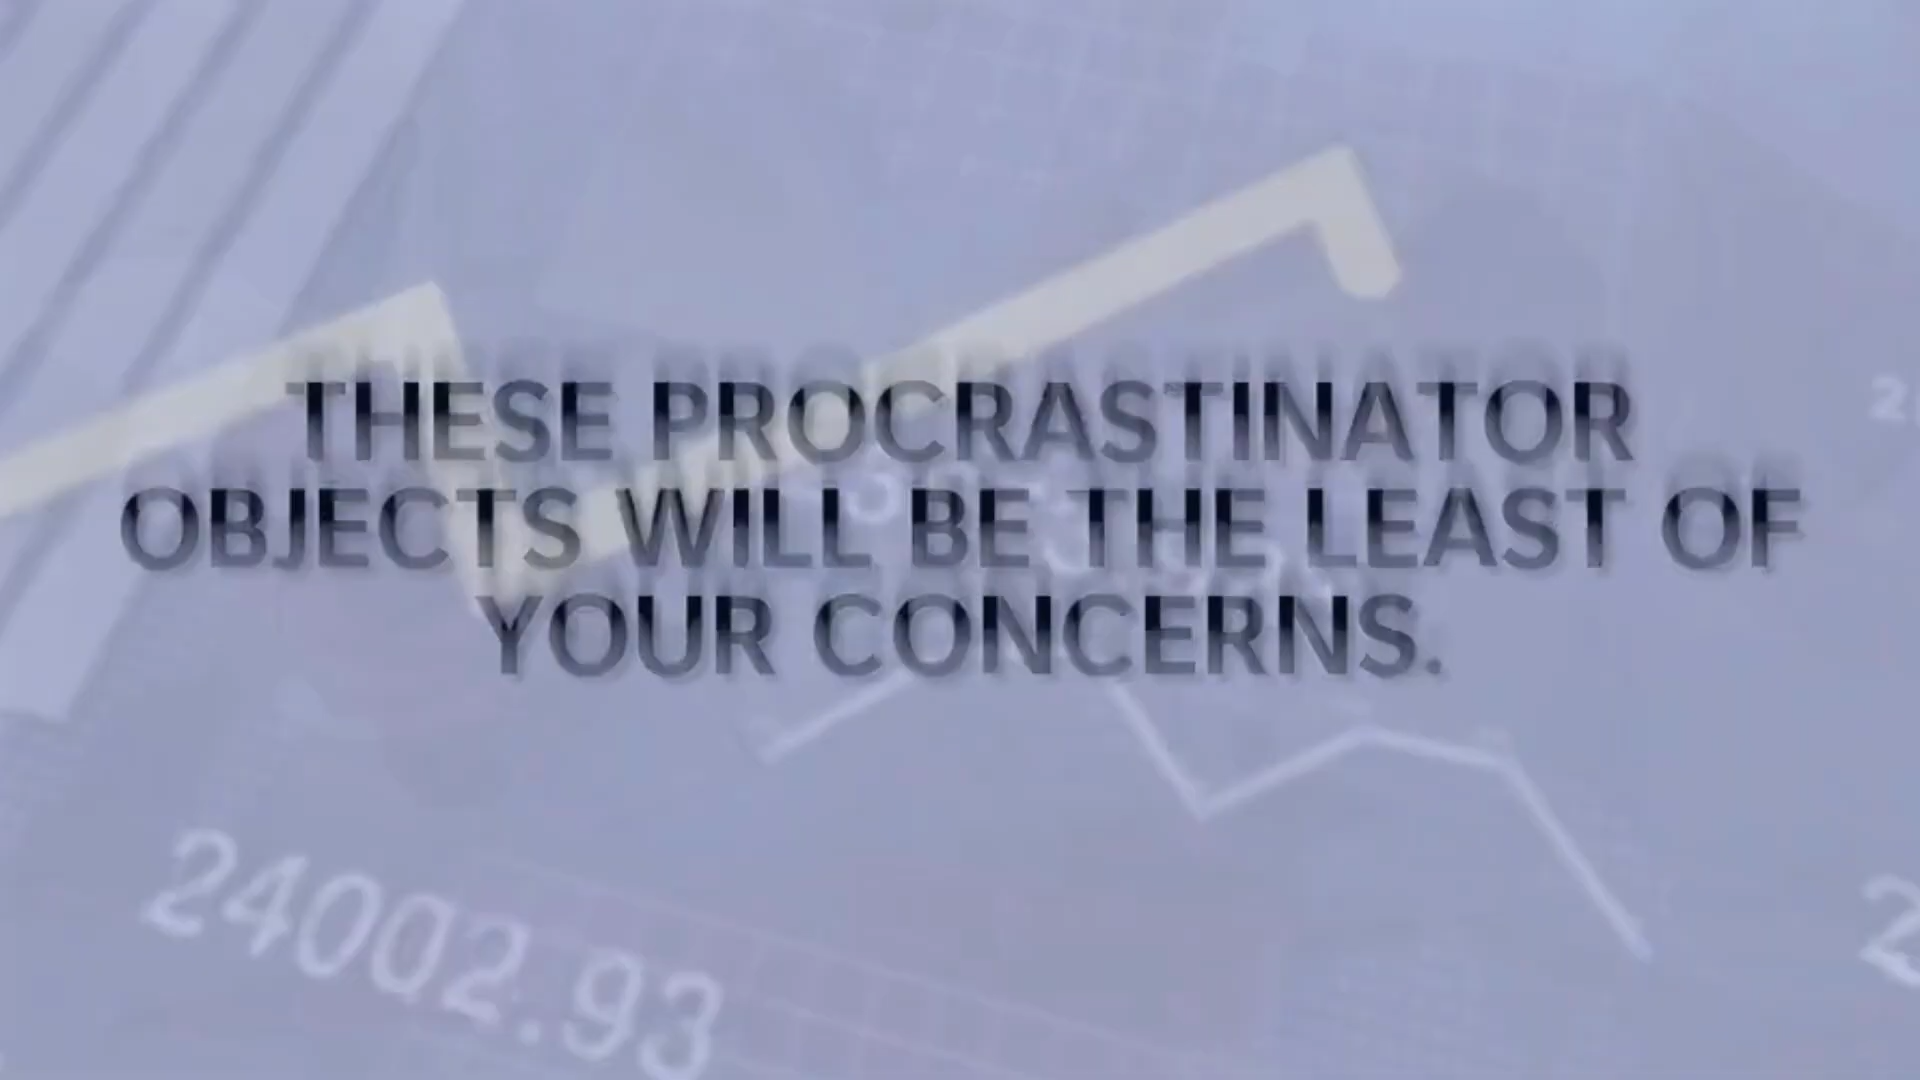 THESE PROCRASTINATOR
OBJECTS WILL BE THE LEAST OF
YOUR CONCERNS.
24002.93